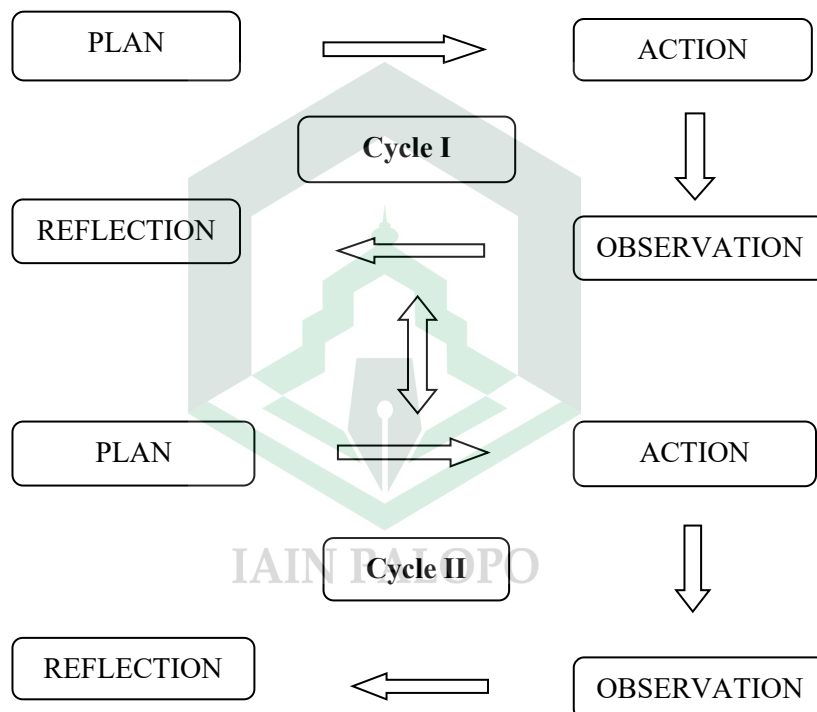 PLAN
ACTION
Cycle I
REFLECTION
OBSERVATION
PLAN
ACTION
IAIN PALOPO
Cycle II
REFLECTION
OBSERVATION